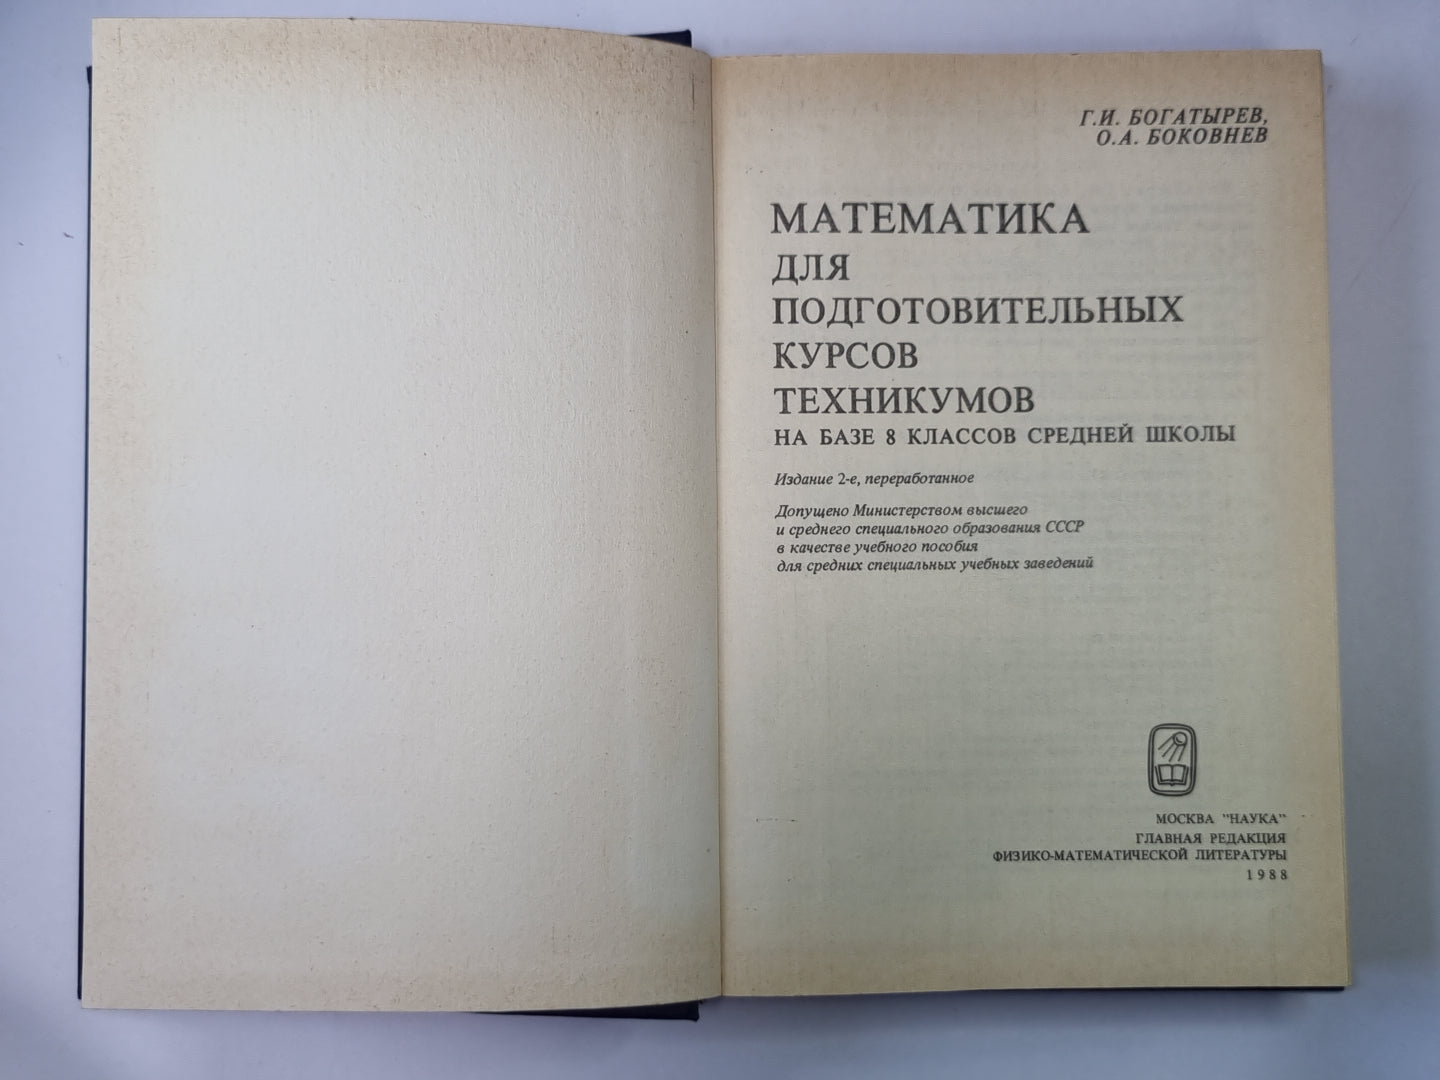 Г.И. БОГАТЫРЕВ,
О.А. БОКОВНЕВ
МАТЕМАТИКА
ДЛЯ
ПОДГОТОВИТЕЛЬНЫХ
КУРСОВ
ТЕХНИКУМОВ
НА БАЗЕ 8 КЛАССОВ СРЕДНЕЙ ШКОЛЫ
Издание 2-е, переработанное
Допущено Министерством высшего
и среднего специального образования СССР
в качестве учебного пособия
для средних специальных учебных заведений
МОСКВА "НАУКА"
ГЛАВНАЯ РЕДАКЦИЯ
ФИЗИКО-МАТЕМАТИЧЕСКОЙ ЛИТЕРАТУРЫ
1988